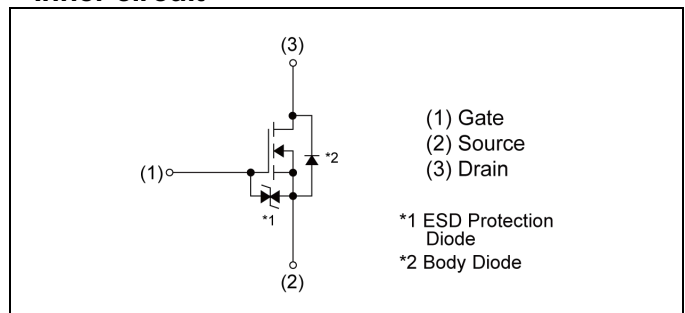 (3)
(1) Gate
(2) Source
(3) Drain
*2
(1)
*1
(2)
*1 ESD Protection
Diode
*2 Body Diode